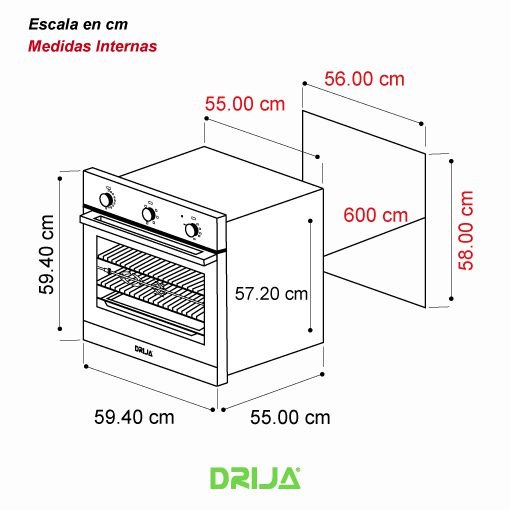 Escala en cm
Medidas Internas
56.00 cm
55.00 cm
600 cm
58.00 cm
59.40 cm
57.20 cm
DRIJA
59.40 cm
55.00 cm
DRIJA®